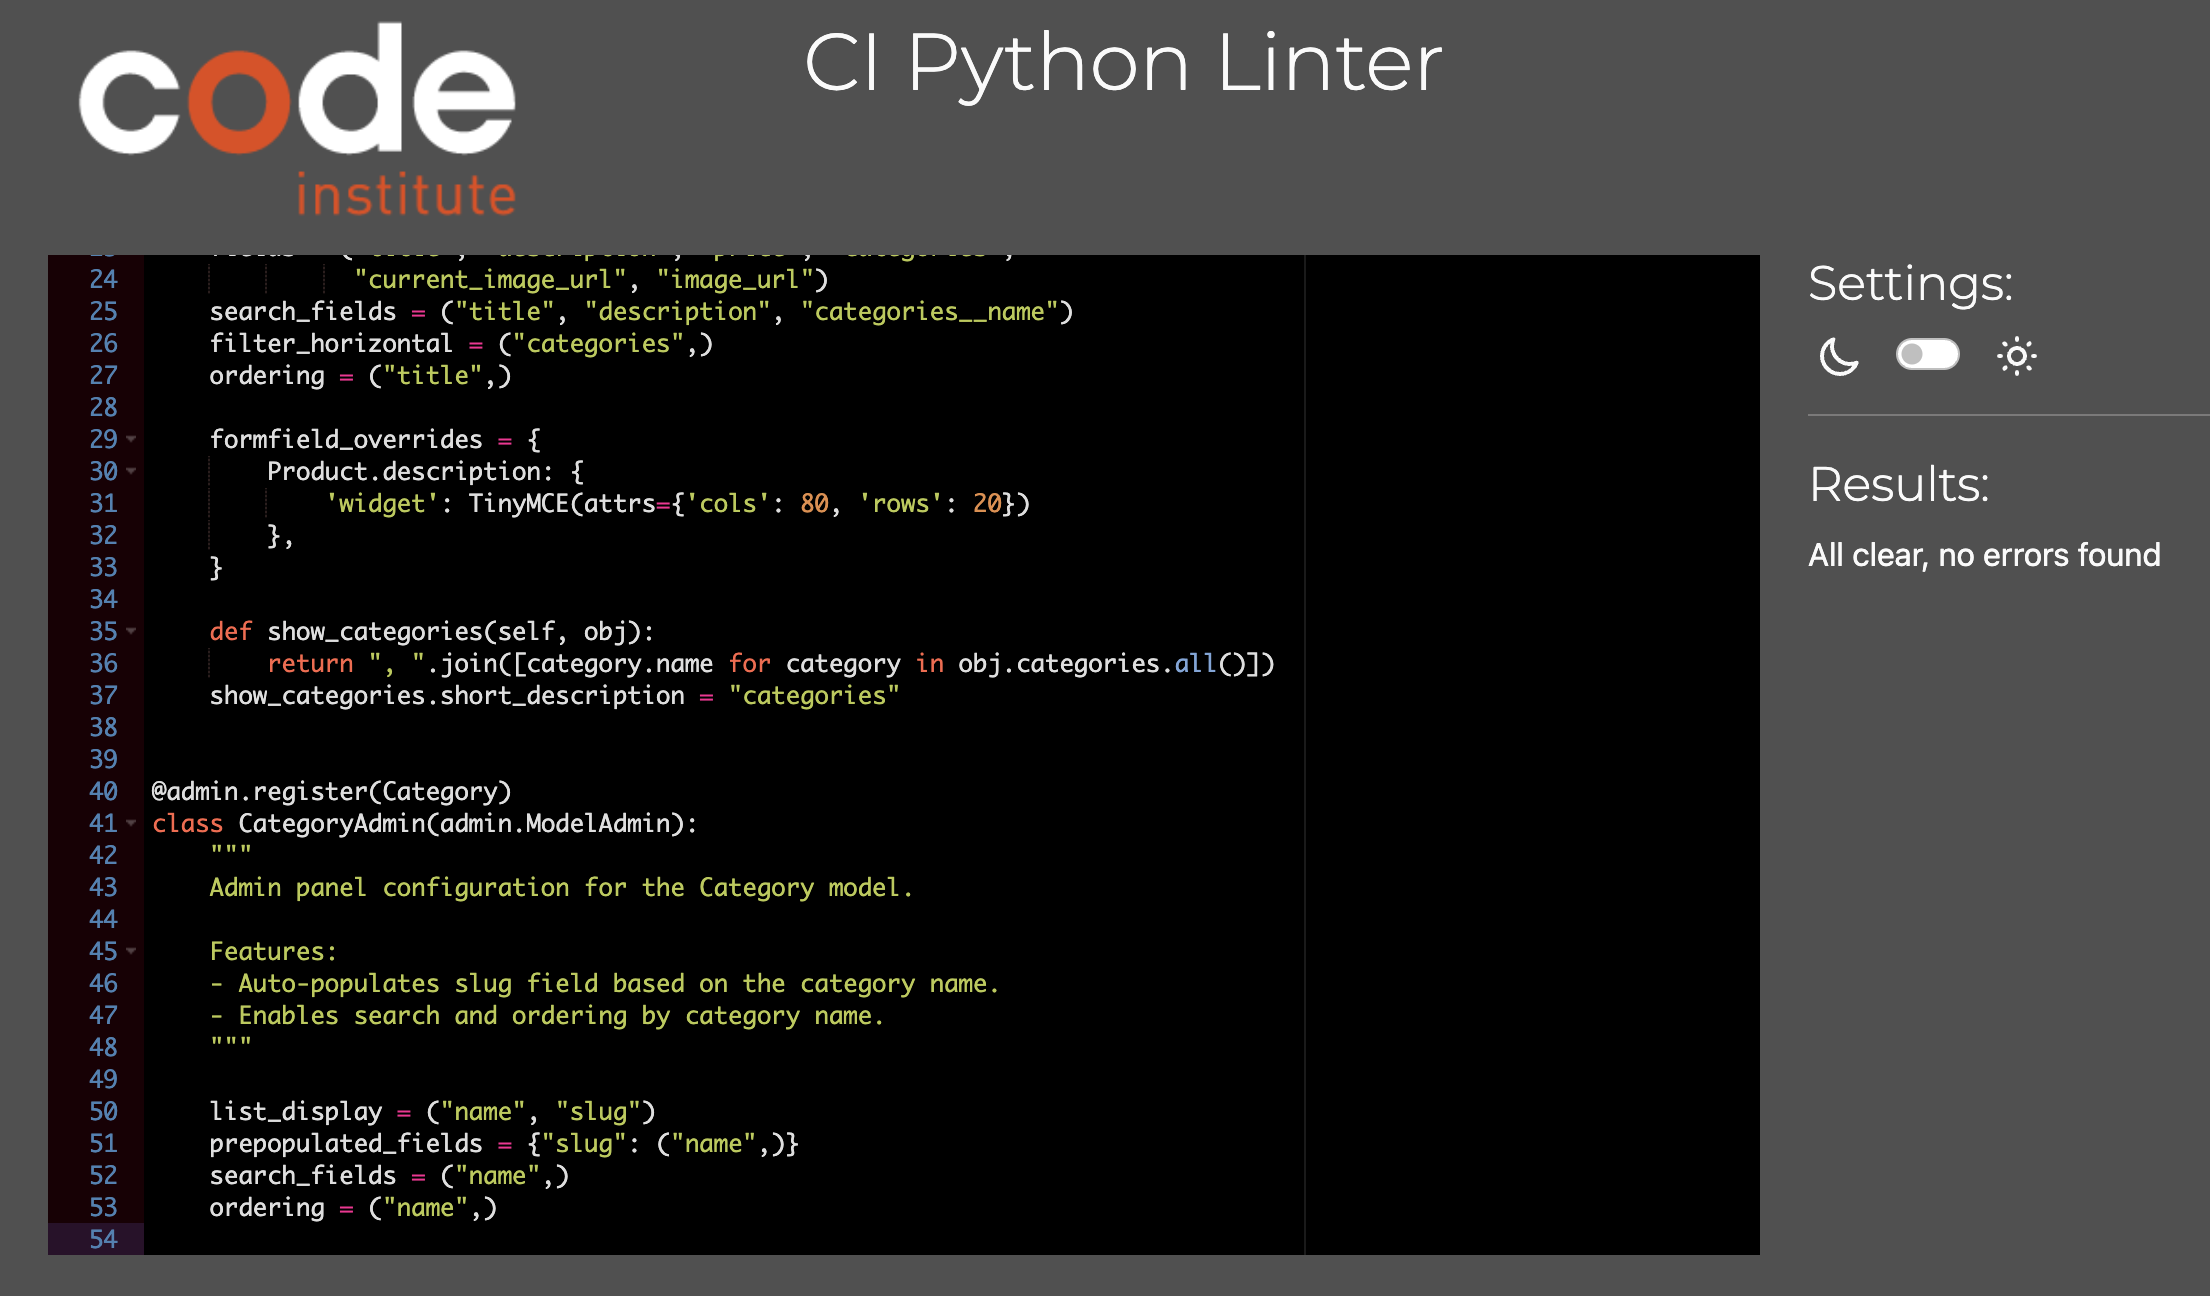 code
institute
CI Python Linter
24 "current_image_url", "image_url")
25 search_fields = ("title", "description", "categories__name")
26 filter_horizontal = ("categories",)
27 ordering = ("title",)
28
29 formfield_overrides = {
30 Product.description: {
31 'widget': TinyMCE(attrs={'cols': 80, 'rows': 20})
32 },
33 }
34
35 def show_categories(self, obj):
36 return ", ".join([category.name for category in obj.categories.all()])
37 show_categories.short_description = "categories"
38
39
40 @admin.register(Category)
41 class CategoryAdmin(admin.ModelAdmin):
42 """
43 Admin panel configuration for the Category model.
44
45 Features:
46 - Auto-populates slug field based on the category name.
47 - Enables search and ordering by category name.
48 """
49
50 list_display = ("name", "slug")
51 prepopulated_fields = {"slug": ("name",)}
52 search_fields = ("name",)
53 ordering = ("name",)
54
Settings:
Results:
All clear, no errors found